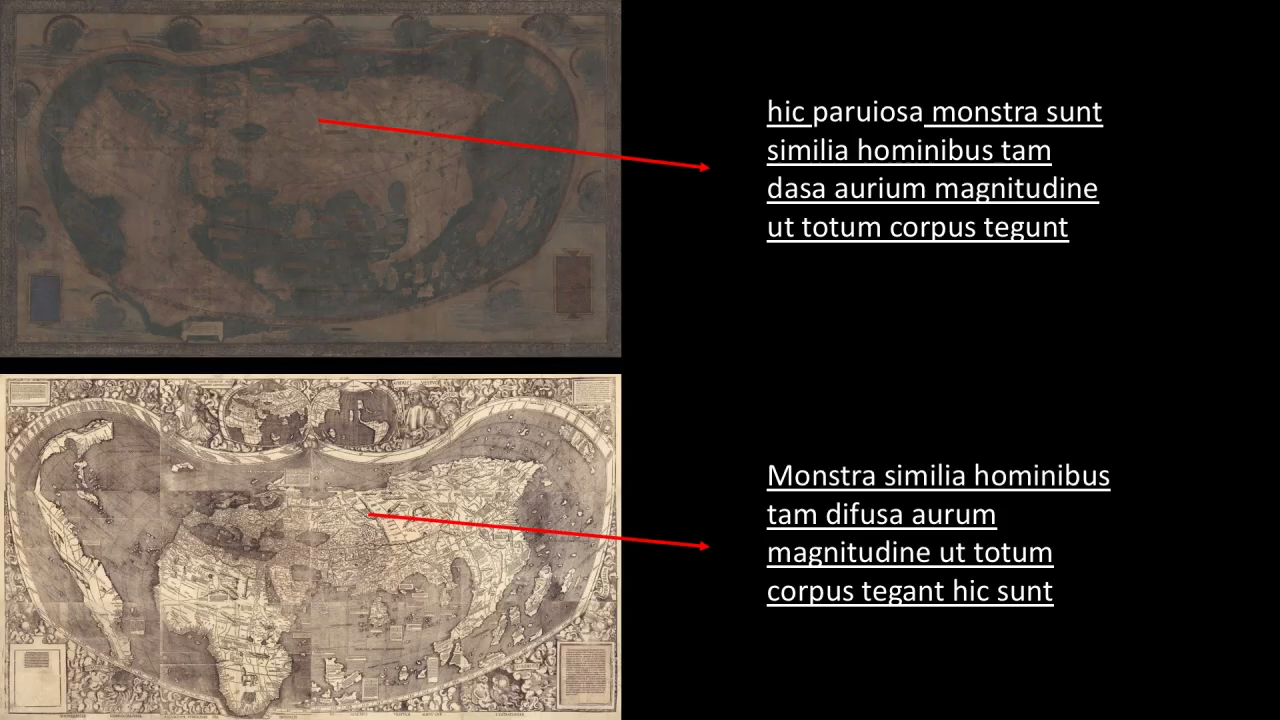 hic paruiosa monstra sunt
similia hominibus tam
dasa aurium magnitudine
ut totum corpus tegunt
Monstra similia hominibus
tam difusa aurum
magnitudine ut totum
corpus tegant hic sunt